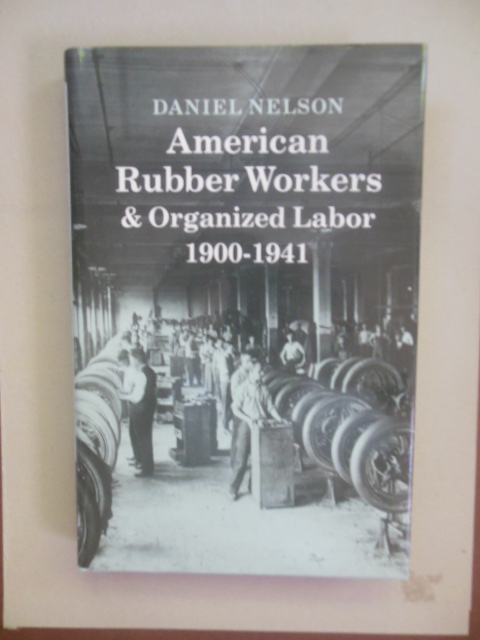 DANIEL NELSON
American
Rubber Workers
& Organized Labor
1900-1941